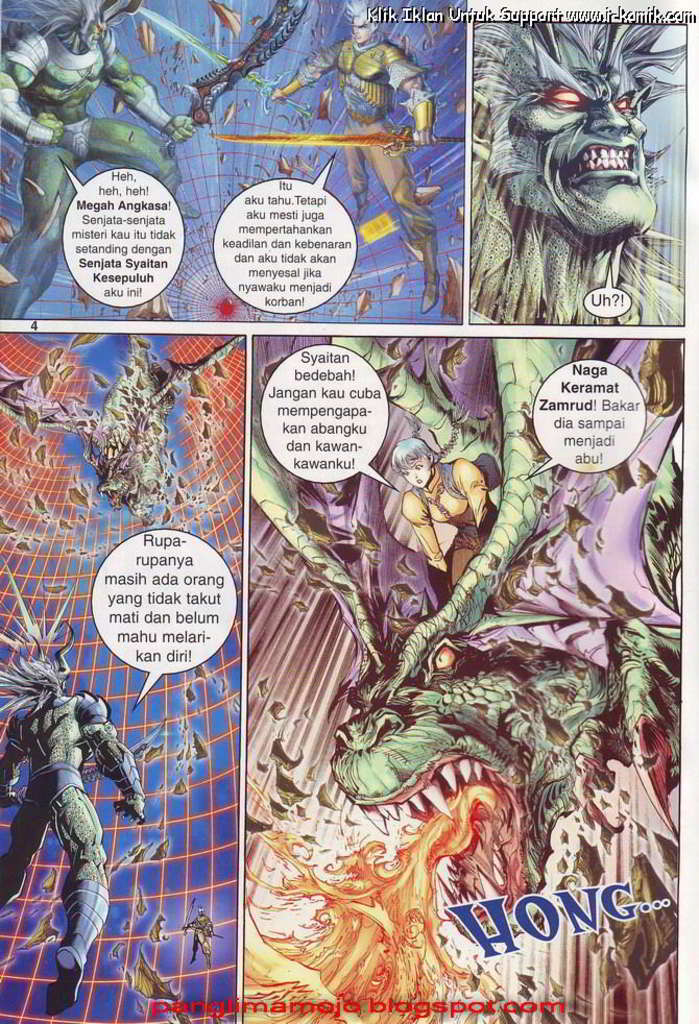 Klik Iklan Untuk Support www.i-komik.com
Heh,
heh, heh!
Megah Angkasa!
Senjata-senjata
misteri kau itu tidak
setanding dengan
Senjata Syaitan
Kesepuluh
aku ini!
Itu
aku tahu.Tetapi
aku mesti juga
mempertahankan
keadilan dan kebenaran
dan aku tidak akan
menyesal jika
nyawaku menjadi
korban!
Uh?!
4
Rupa-
rupanya
masih ada orang
yang tidak takut
mati dan belum
mahu melari-
kan diri!
Syaitan
bedebah!
Jangan kau cuba
mempengapa-
kan abangku
dan kawan-
kawanku!
Naga
Keramat
Zamrud! Bakar
dia sampai
menjadi
abu!
HONG...
panglimamojo.blogspot.com